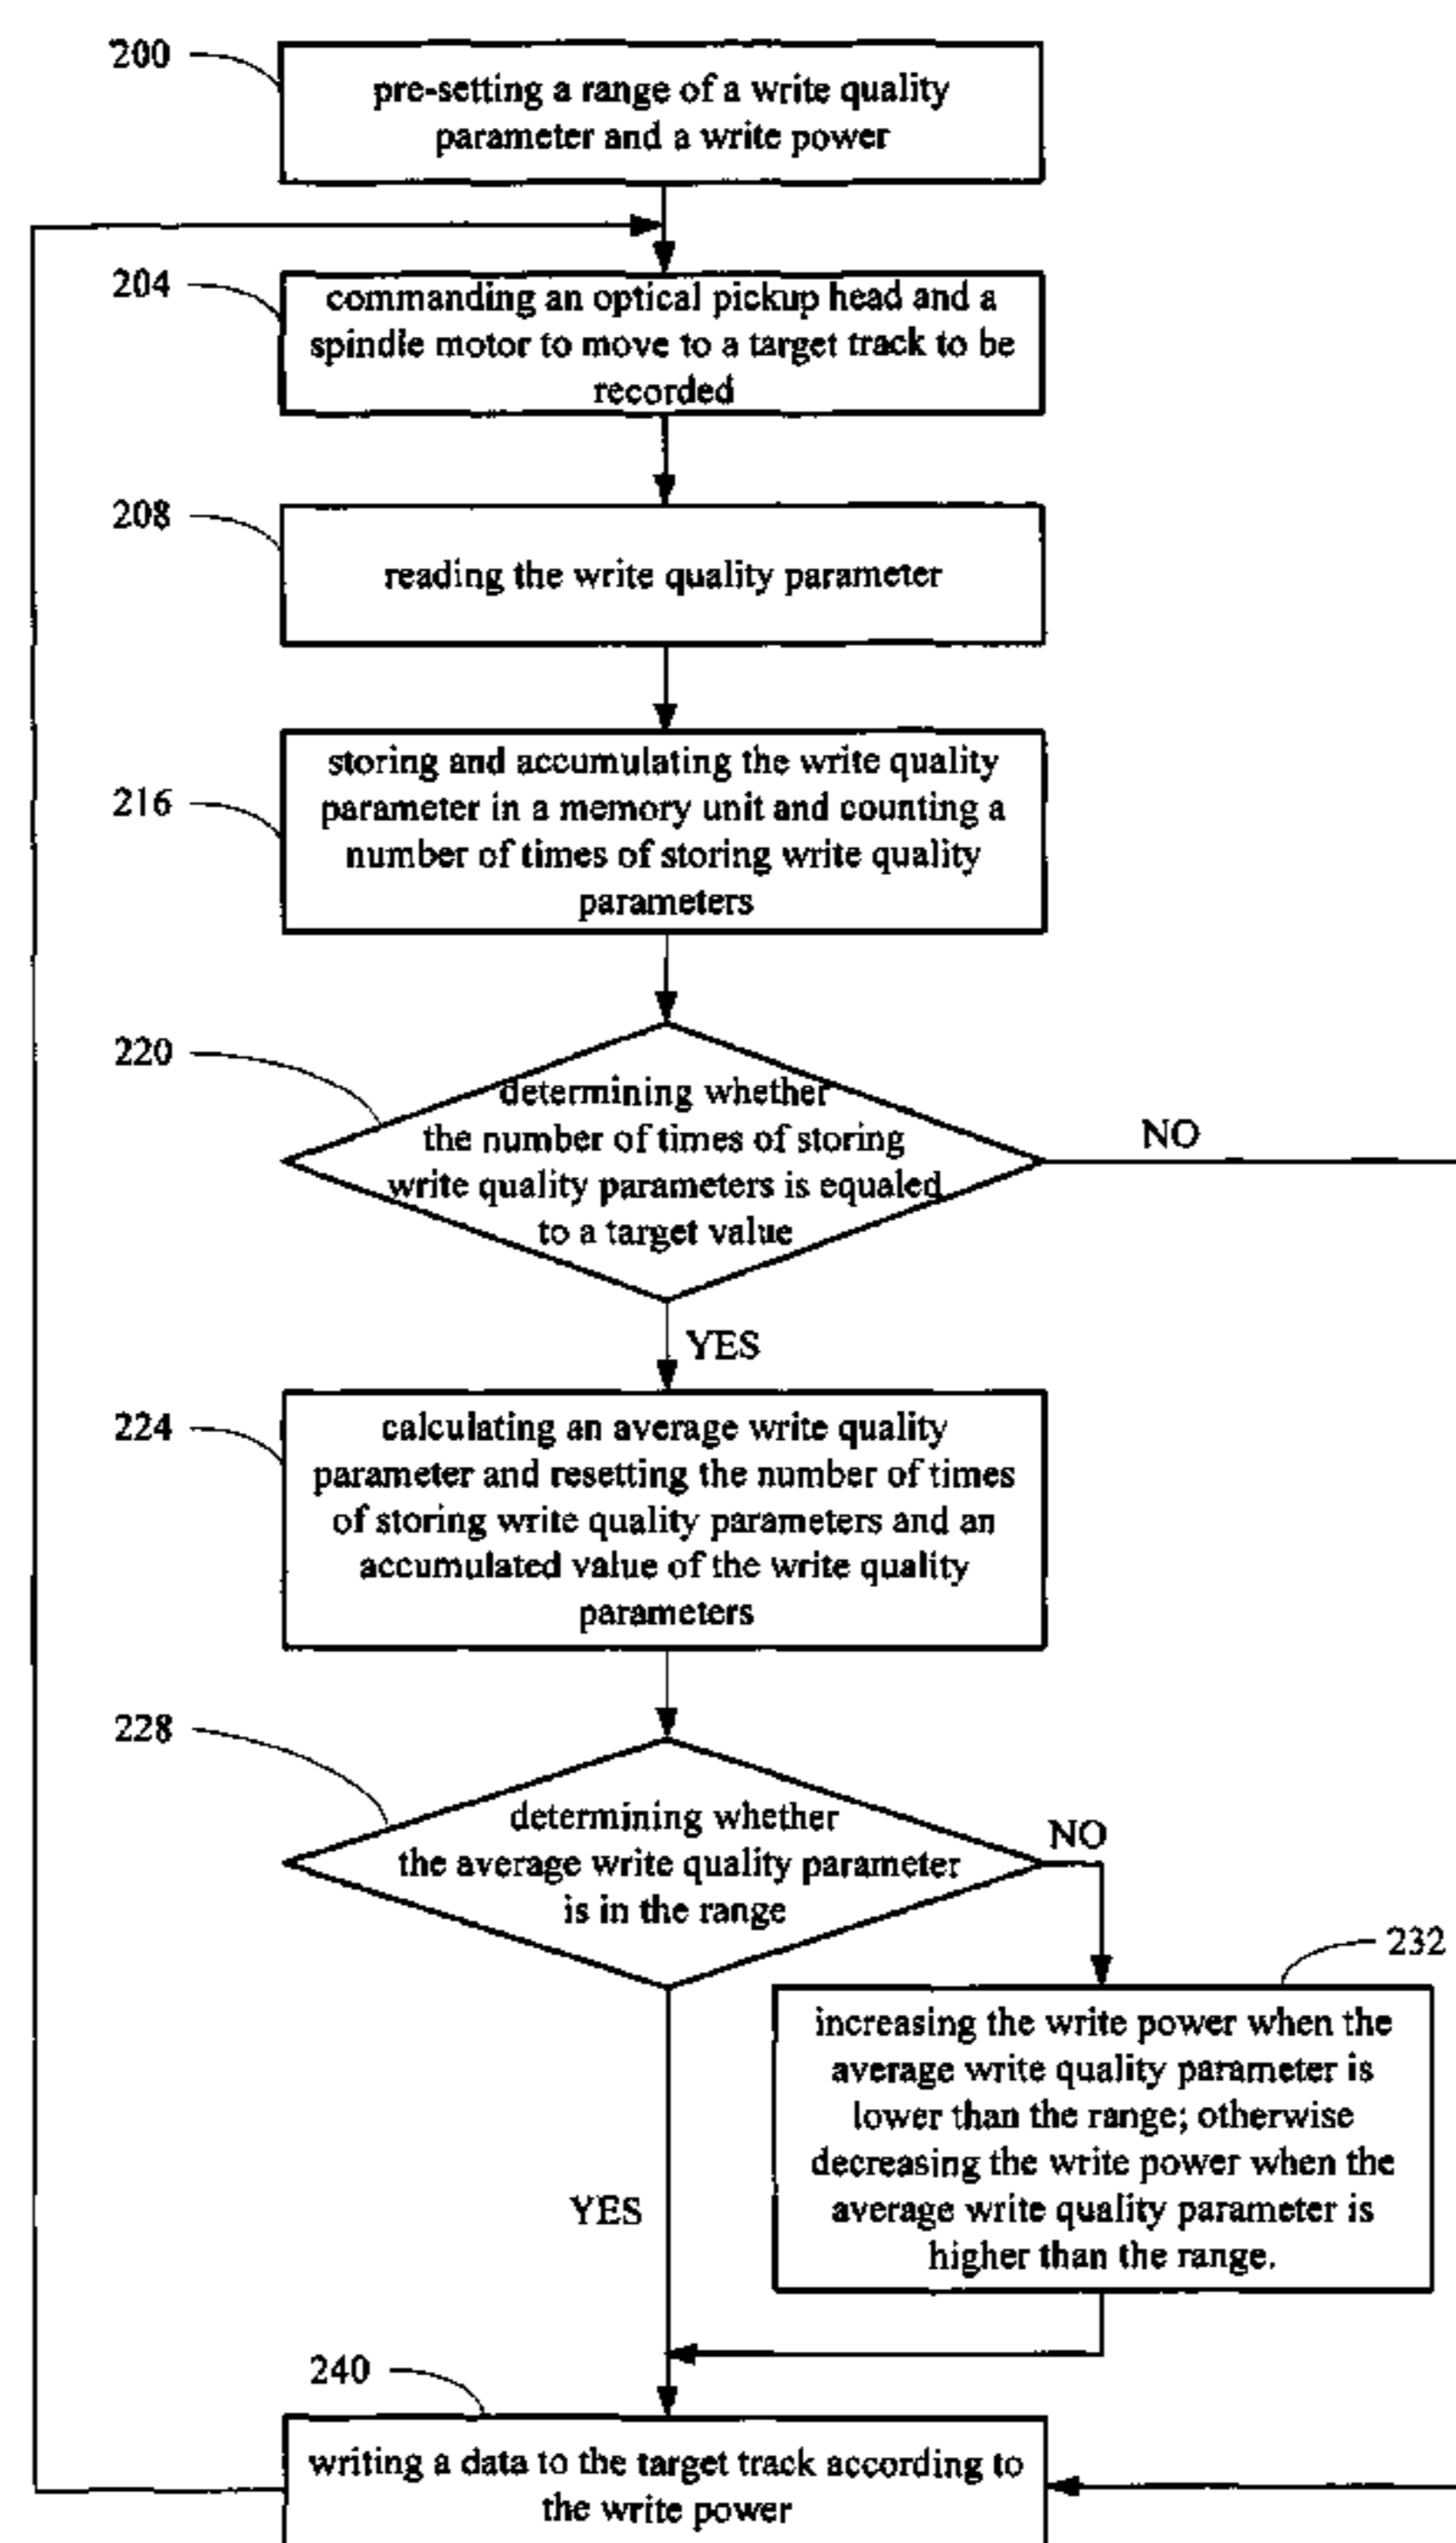 200
pre-setting a range of a write quality
parameter and a write power
204
commanding an optical pickup head and a
spindle motor to move to a target track to be
recorded
208
reading the write quality parameter
216
storing and accumulating the write quality
parameter in a memory unit and counting a
number of times of storing write quality
parameters
220
determining whether
the number of times of storing
write quality parameters is equaled
to a target value
NO
YES
224
calculating an average write quality
parameter and resetting the number of times
of storing write quality parameters and an
accumulated value of the write quality
parameters
228
determining whether
the average write quality parameter
is in the range
NO
232
increasing the write power when the
average write quality parameter is
lower than the range; otherwise
decreasing the write power when the
average write quality parameter is
higher than the range.
YES
240
writing a data to the target track according to
the write power